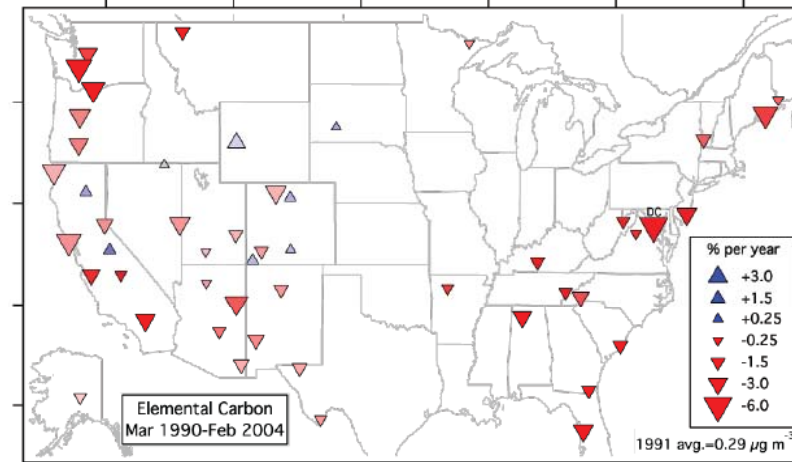 DC
% per year
+3.0
+1.5
+0.25
-0.25
-1.5
-3.0
-6.0
Elemental Carbon
Mar 1990-Feb 2004
1991 avg.=0.29 µg m⁻³